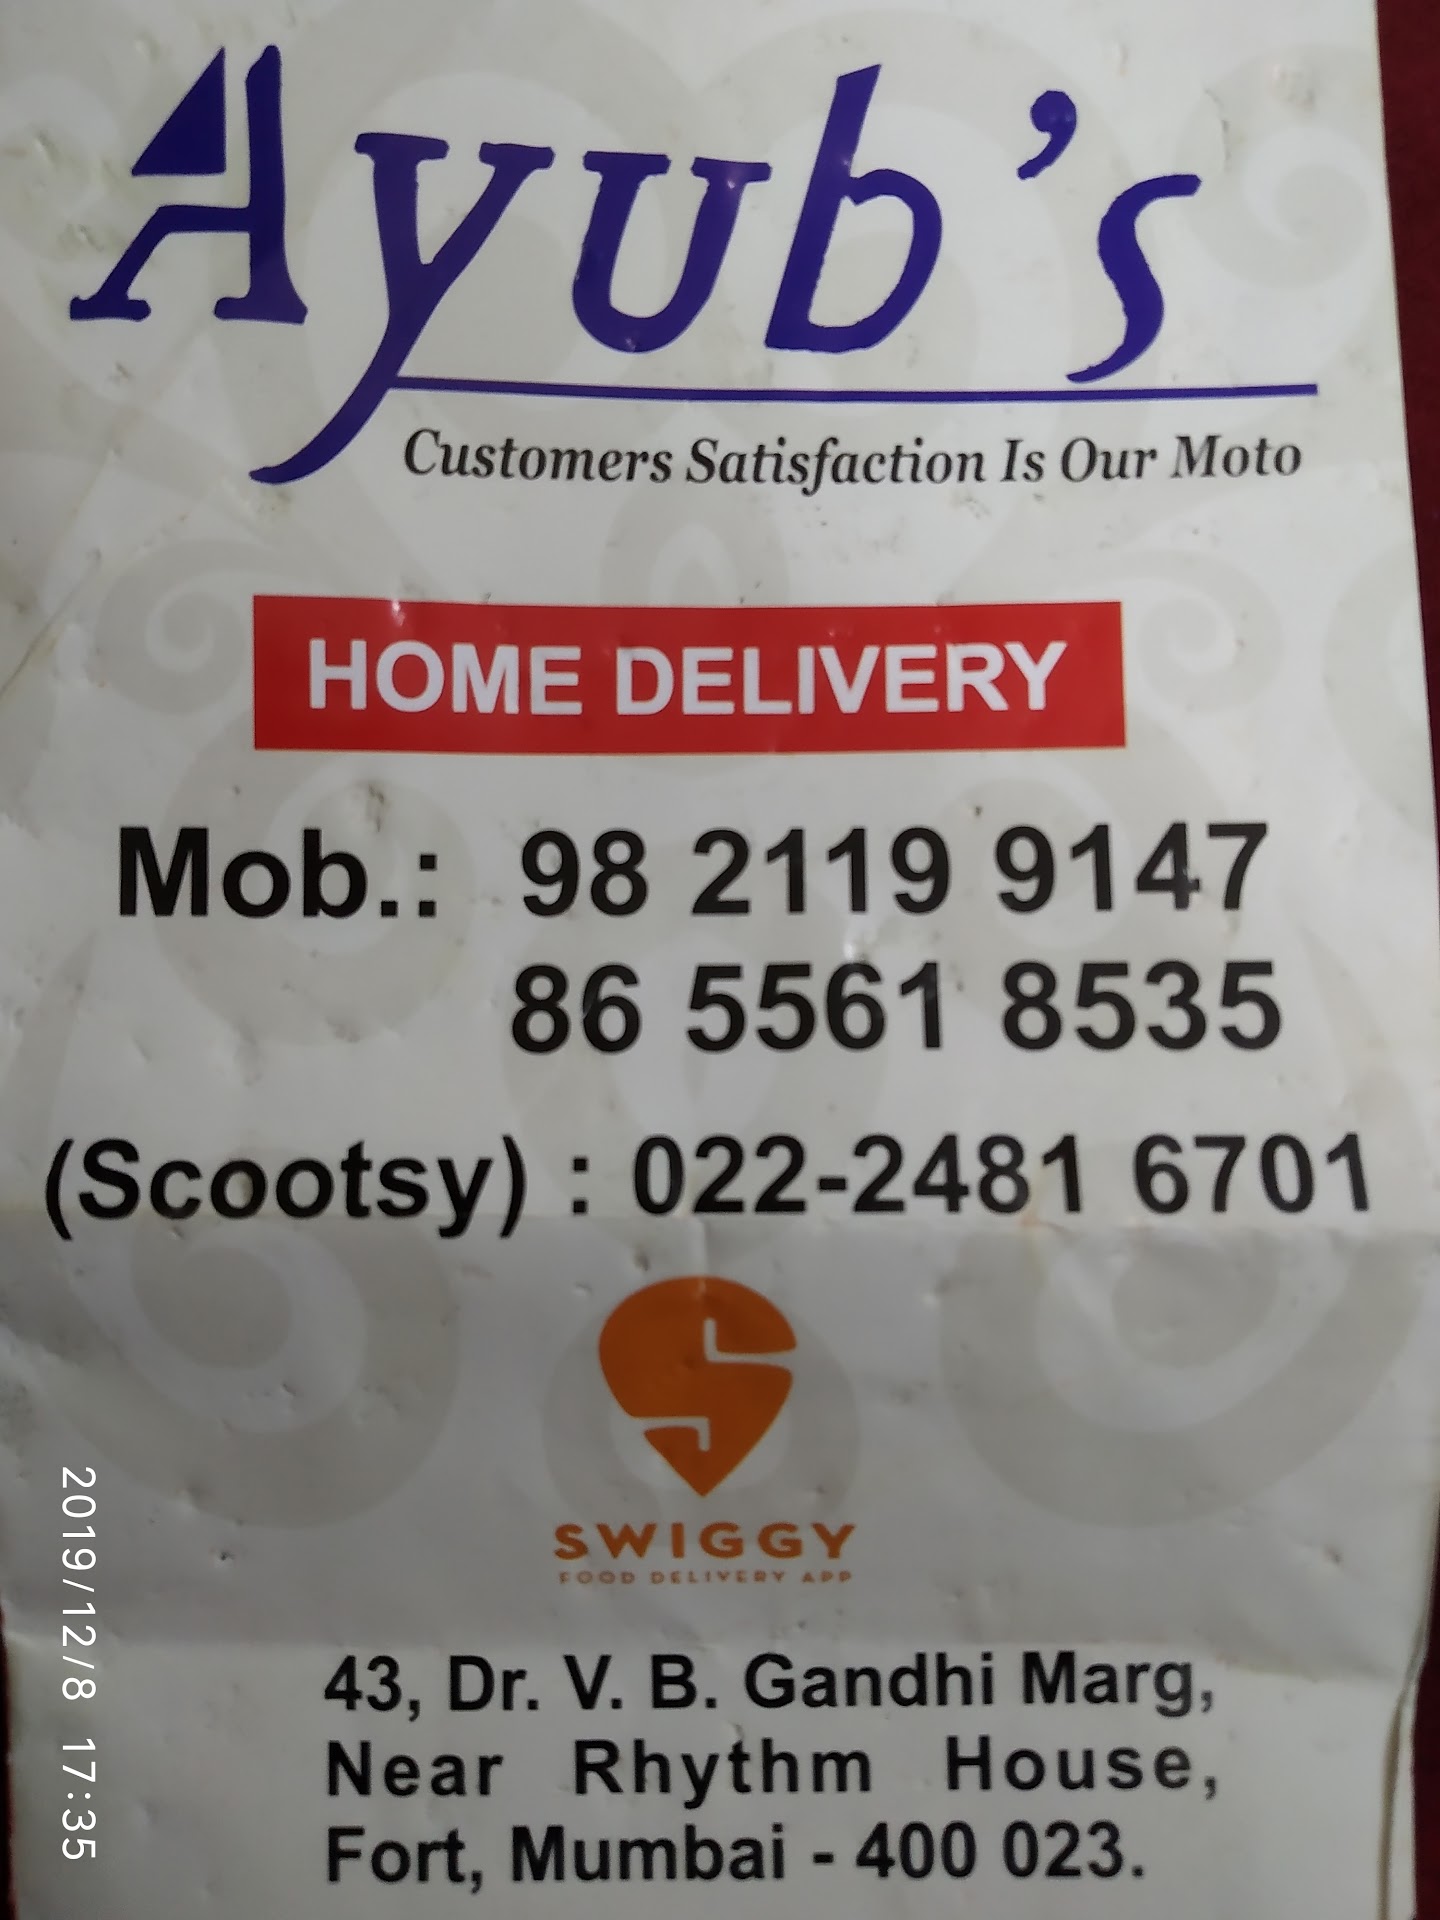 Ayub's
Customers Satisfaction Is Our Moto
HOME DELIVERY
Mob.: 98 2119 9147
86 5561 8535
(Scootsy) : 022-2481 6701
SWIGGY
FOOD DELIVERY APP
43, Dr. V. B. Gandhi Marg,
Near Rhythm House,
Fort, Mumbai - 400 023.
2019/12/8 17:35